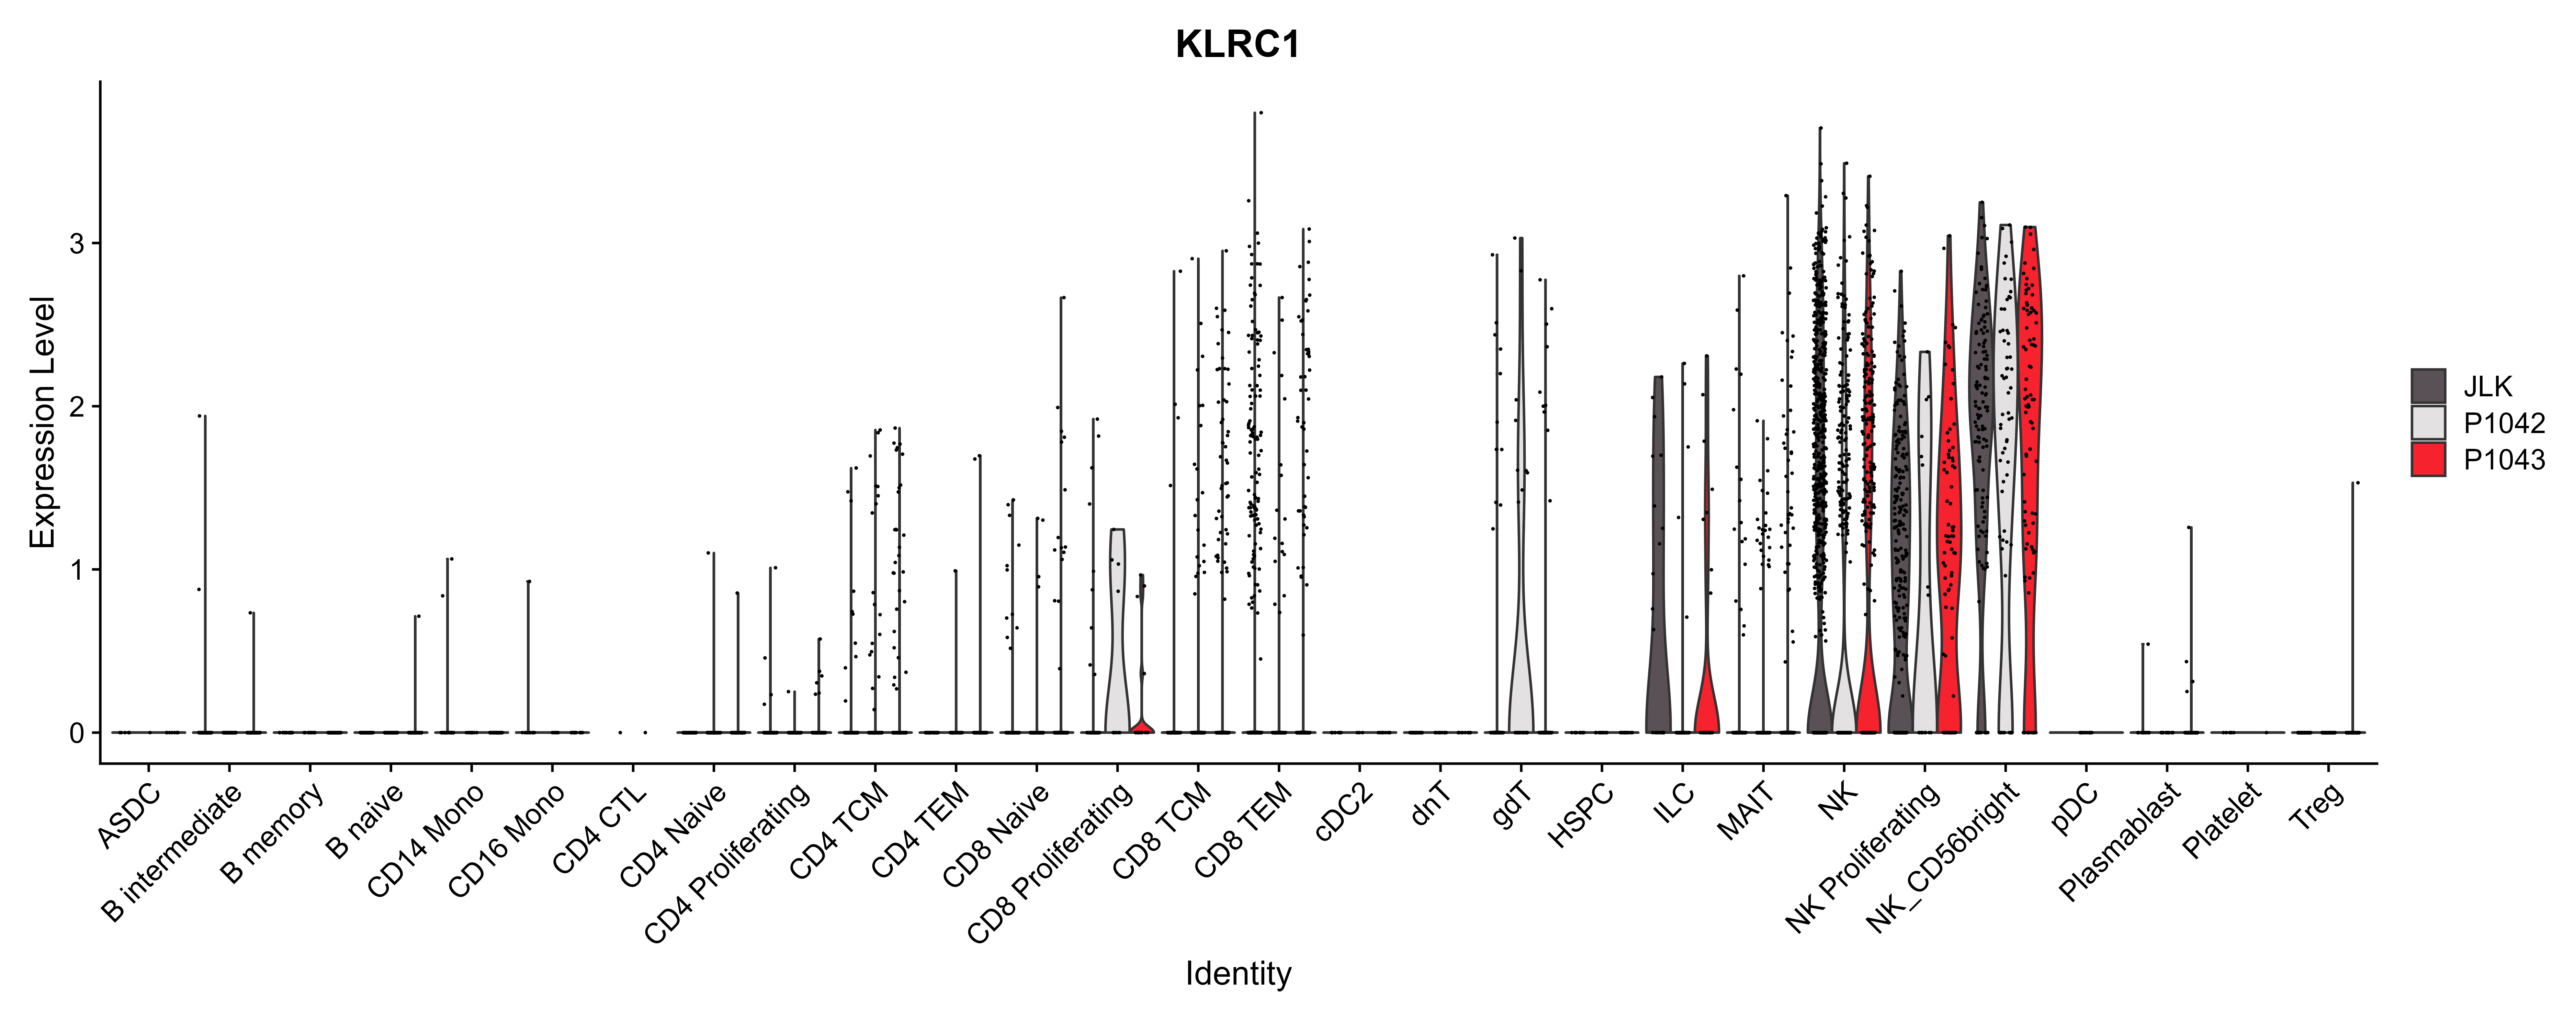 KLRC1
Expression Level
3
2
1
0
JLK
P1042
P1043
ASDC
B intermediate
B memory
B naive
CD14 Mono
CD16 Mono
CD4 CTL
CD4 Naive
CD4 Proliferating
CD4 TCM
CD4 TEM
CD8 Naive
CD8 Proliferating
CD8 TCM
CD8 TEM
cDC2
dnT
gdT
HSPC
ILC
MAIT
NK
NK Proliferating
NK_CD56bright
pDC
Plasmablast
Platelet
Treg
Identity